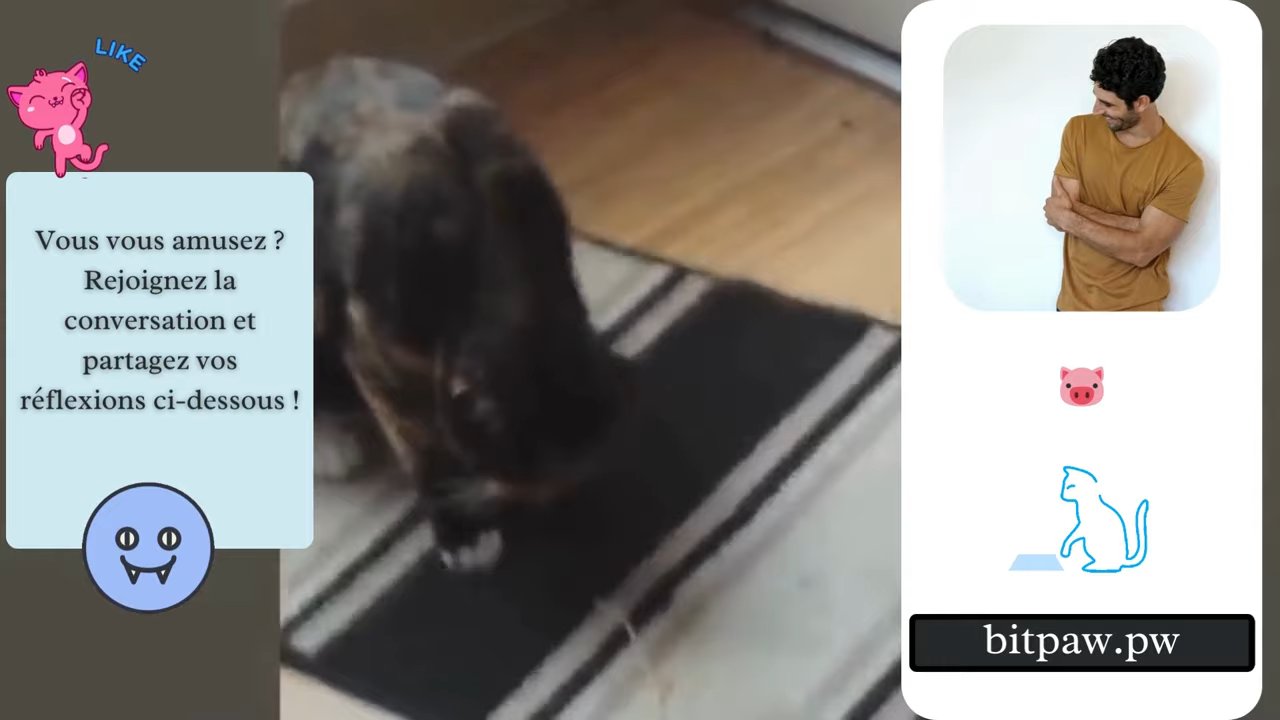 LIKE
Vous vous amusez ?
Rejoignez la
conversation et
partagez vos
réflexions ci-dessous !
bitpaw.pw